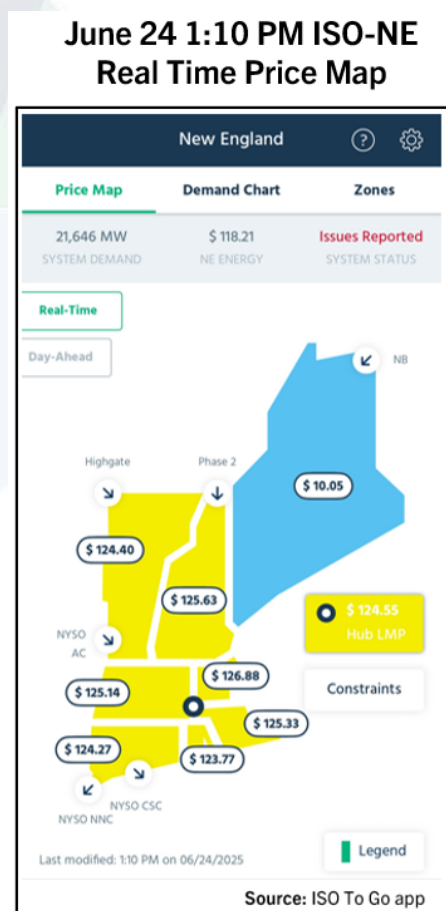 June 24 1:10 PM ISO-NE
Real Time Price Map
New England
?
Price Map Demand Chart Zones
21,646 MW $ 118.21 Issues Reported
SYSTEM DEMAND NE ENERGY SYSTEM STATUS
Real-Time
Day-Ahead
NB
Highgate Phase 2
$ 10.05
$ 124.40
$ 125.63
$ 124.55
Hub LMP
NYSO
AC
$ 126.88
$ 125.14
Constraints
$ 125.33
$ 124.27
$ 123.77
NYSO CSC
NYSO NNC
Legend
Last modified: 1:10 PM on 06/24/2025
Source: ISO To Go app